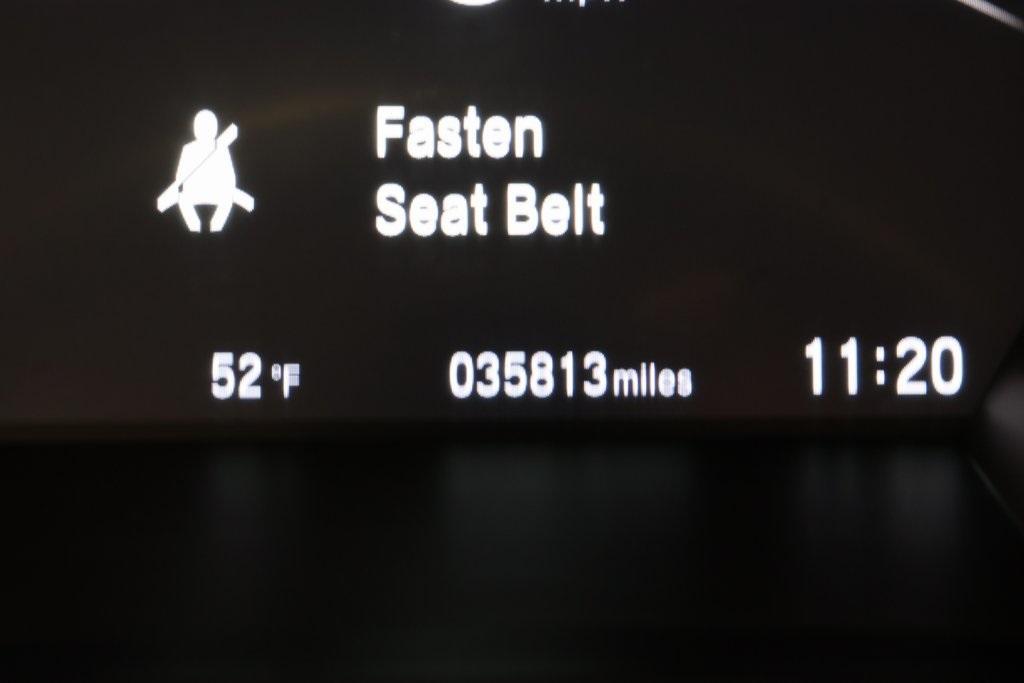 Fasten
Seat Belt
52 °F
035813 miles
11:20